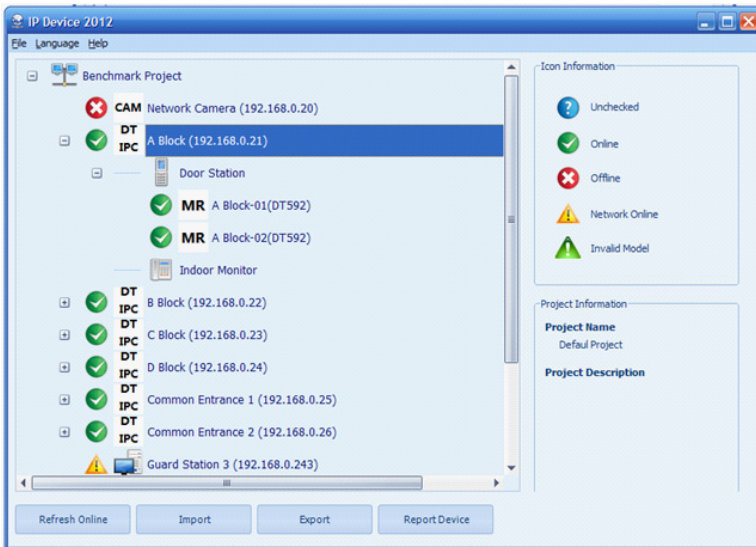 IP Device 2012
File Language Help
Benchmark Project
CAM Network Camera (192.168.0.20)
DT
IPC A Block (192.168.0.21)
Door Station
MR A Block-01(DT592)
MR A Block-02(DT592)
Indoor Monitor
DT
IPC B Block (192.168.0.22)
DT
IPC C Block (192.168.0.23)
DT
IPC D Block (192.168.0.24)
DT
IPC Common Entrance 1 (192.168.0.25)
DT
IPC Common Entrance 2 (192.168.0.26)
Guard Station 3 (192.168.0.243)
Icon Information
Unchecked
Online
Offline
Network Online
Invalid Model
Project Information
Project Name
Defaul Project
Project Description
Refresh Online Import Export Report Device